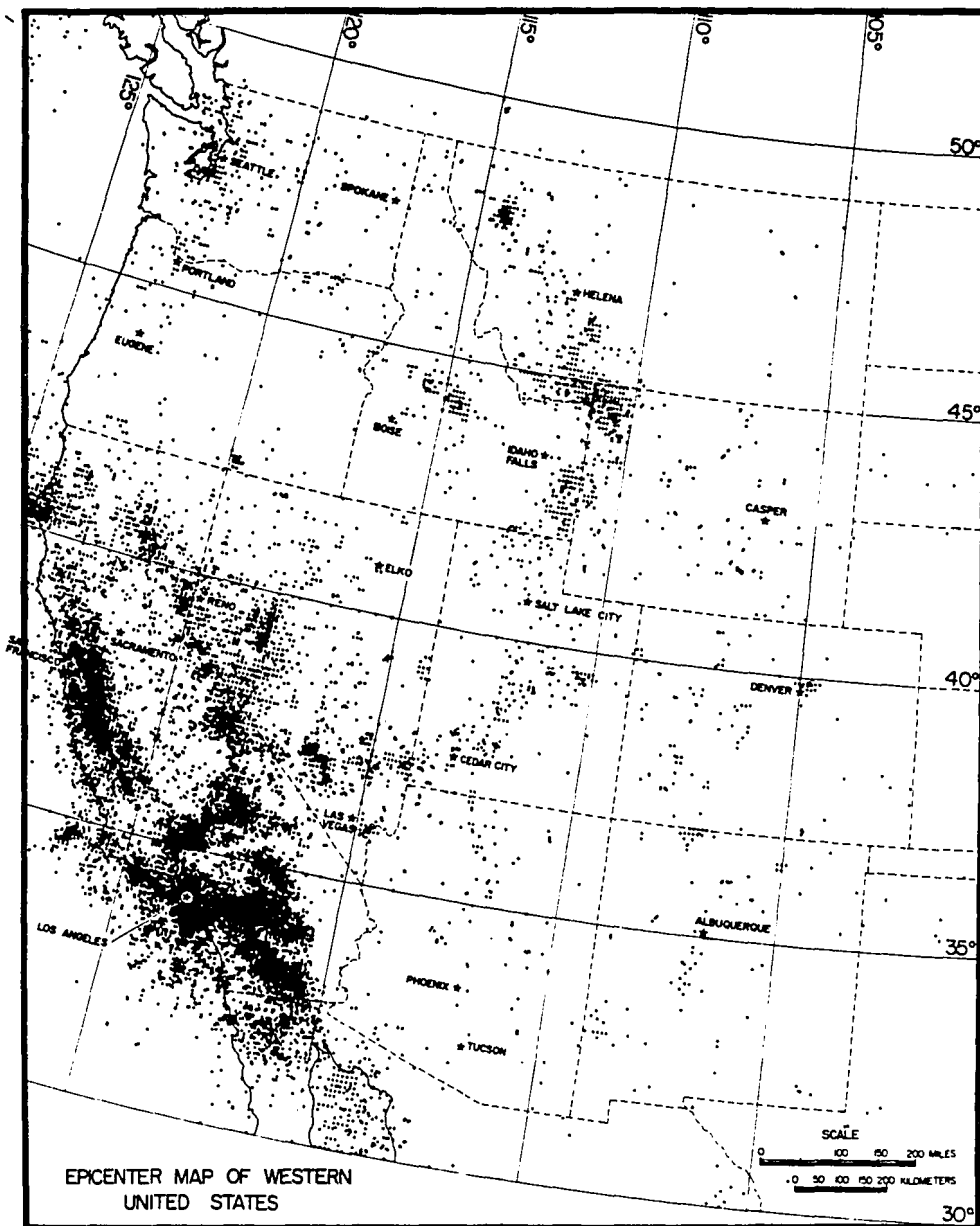 125°
120°
115°
110°
105°
50°
SEATTLE
SPOKANE
PORTLAND
HELENA
EUGENE
45°
BOISE
IDAHO
FALLS
CASPER
ELKO
RENO
SALT LAKE CITY
SACRAMENTO
FRANCISCO
40°
DENVER
CEDAR CITY
LAS
VEGAS
ALBUQUERQUE
LOS ANGELES
35°
PHOENIX
TUCSON
SCALE
0 100 200 MILES
0 50 100 150 200 KILOMETERS
EPICENTER MAP OF WESTERN
UNITED STATES
30°